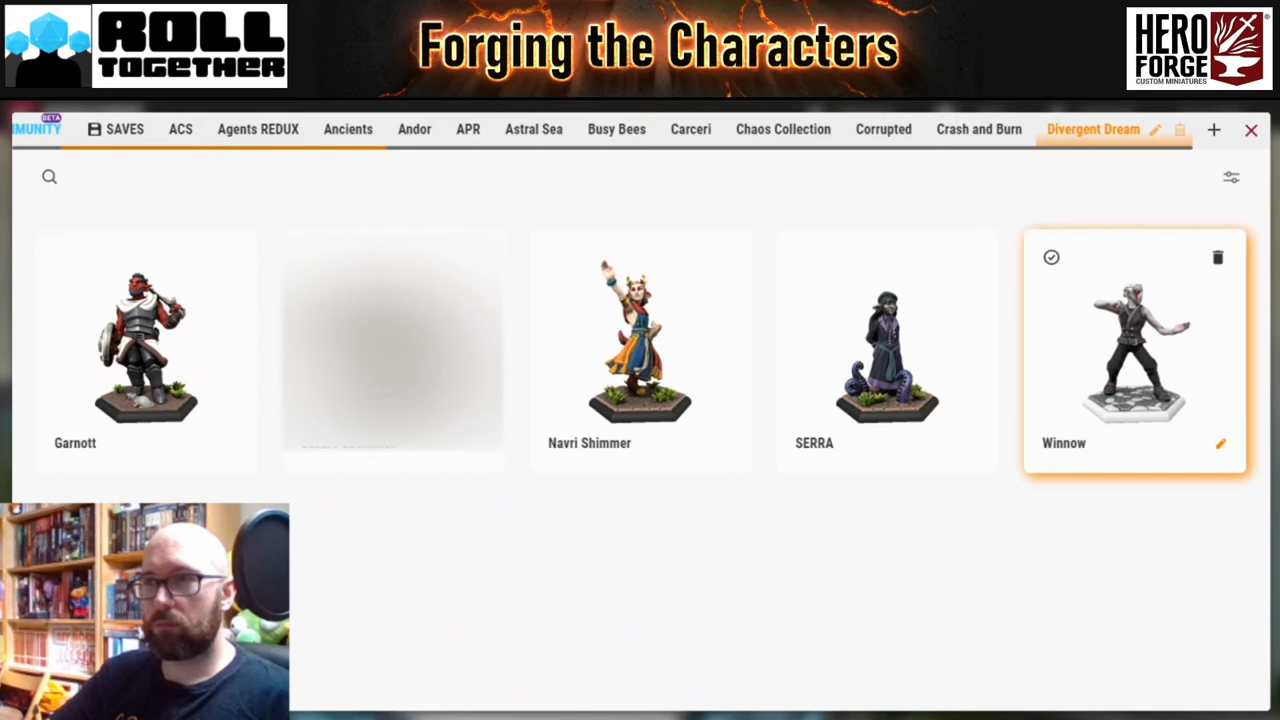 ROLL
TOGETHER
Forging the Characters
HERO
FORGE®
CUSTOM MINIATURES
MUNITY BETA
SAVES ACS Agents REDUX Ancients Andor APR Astral Sea Busy Bees Carceri Chaos Collection Corrupted Crash and Burn Divergent Dream
Garnott
Navri Shimmer
SERRA
Winnow